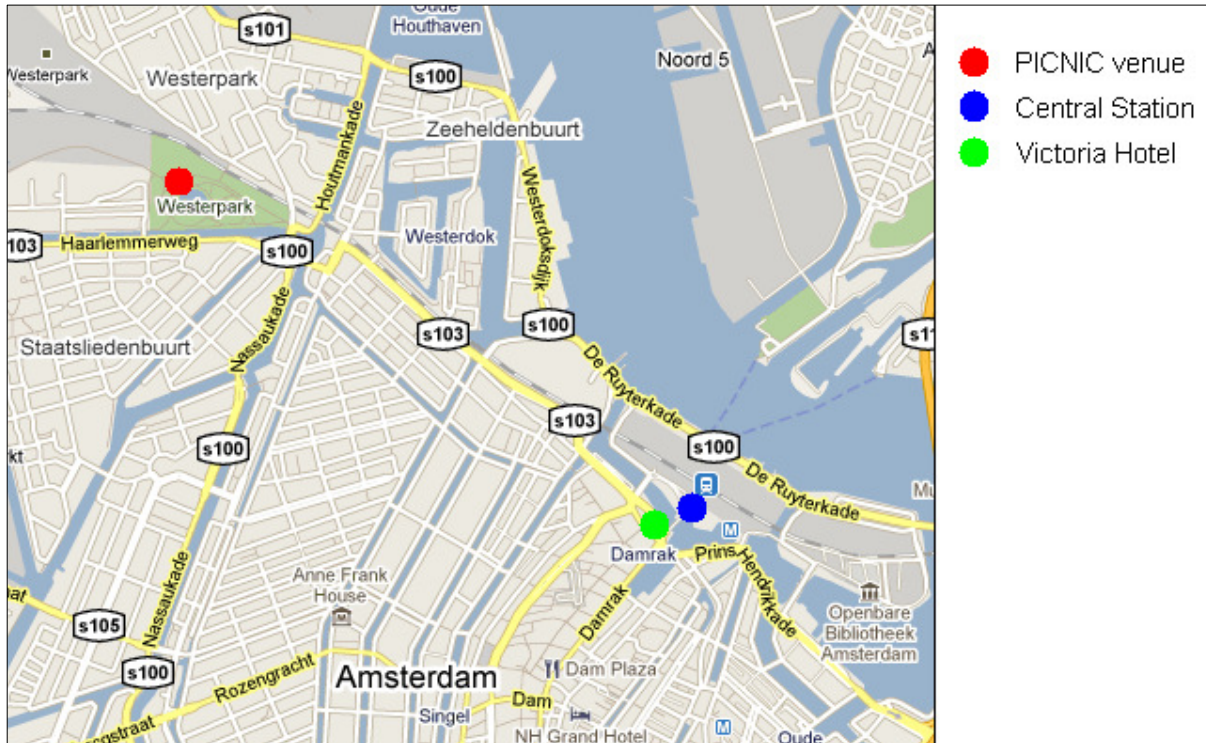 Oude
Houthaven
s101
Westerpark
Westerpark
s100
Noord 5
Zeeheldenbuurt
Houtmankade
Westerdoksdijk
Westerpark
Westerdok
103
Haarlemmerweg
s100
s100
s103
Staatsliedenbuurt
Nassaukade
De Ruyterkade
s103
s100
s100
De Ruyterkade
Damrak
Prins Hendrikkade
M
Anne Frank
House
M
Damrak
Openbare
Bibliotheek
Amsterdam
s105
Nassaukade
s100
Rozengracht
Amsterdam
Dam Plaza
Dam
Singel
NH Grand Hotel
M
Oude
PICNIC venue
Central Station
Victoria Hotel